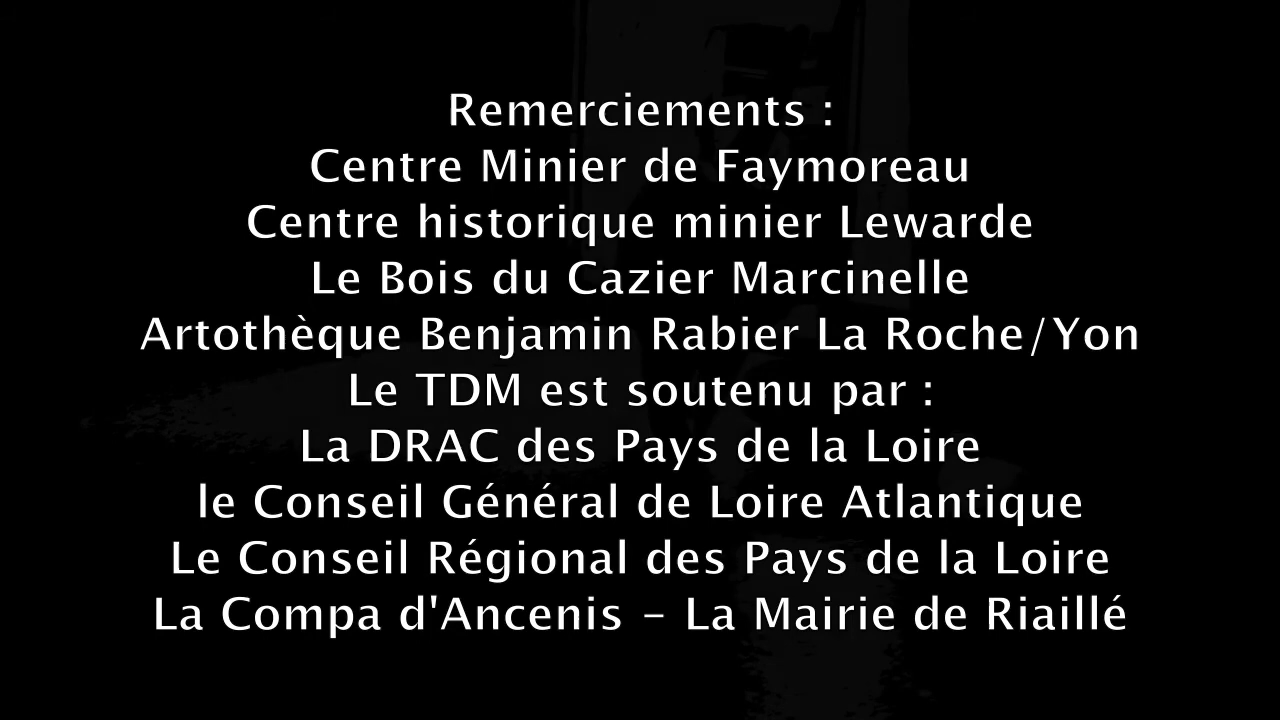 Remerciements :
Centre Minier de Faymoreau
Centre historique minier Lewarde
Le Bois du Cazier Marcinelle
Artothèque Benjamin Rabier La Roche/Yon
Le TDM est soutenu par :
La DRAC des Pays de la Loire
le Conseil Général de Loire Atlantique
Le Conseil Régional des Pays de la Loire
La Compa d'Ancenis - La Mairie de Riaillé